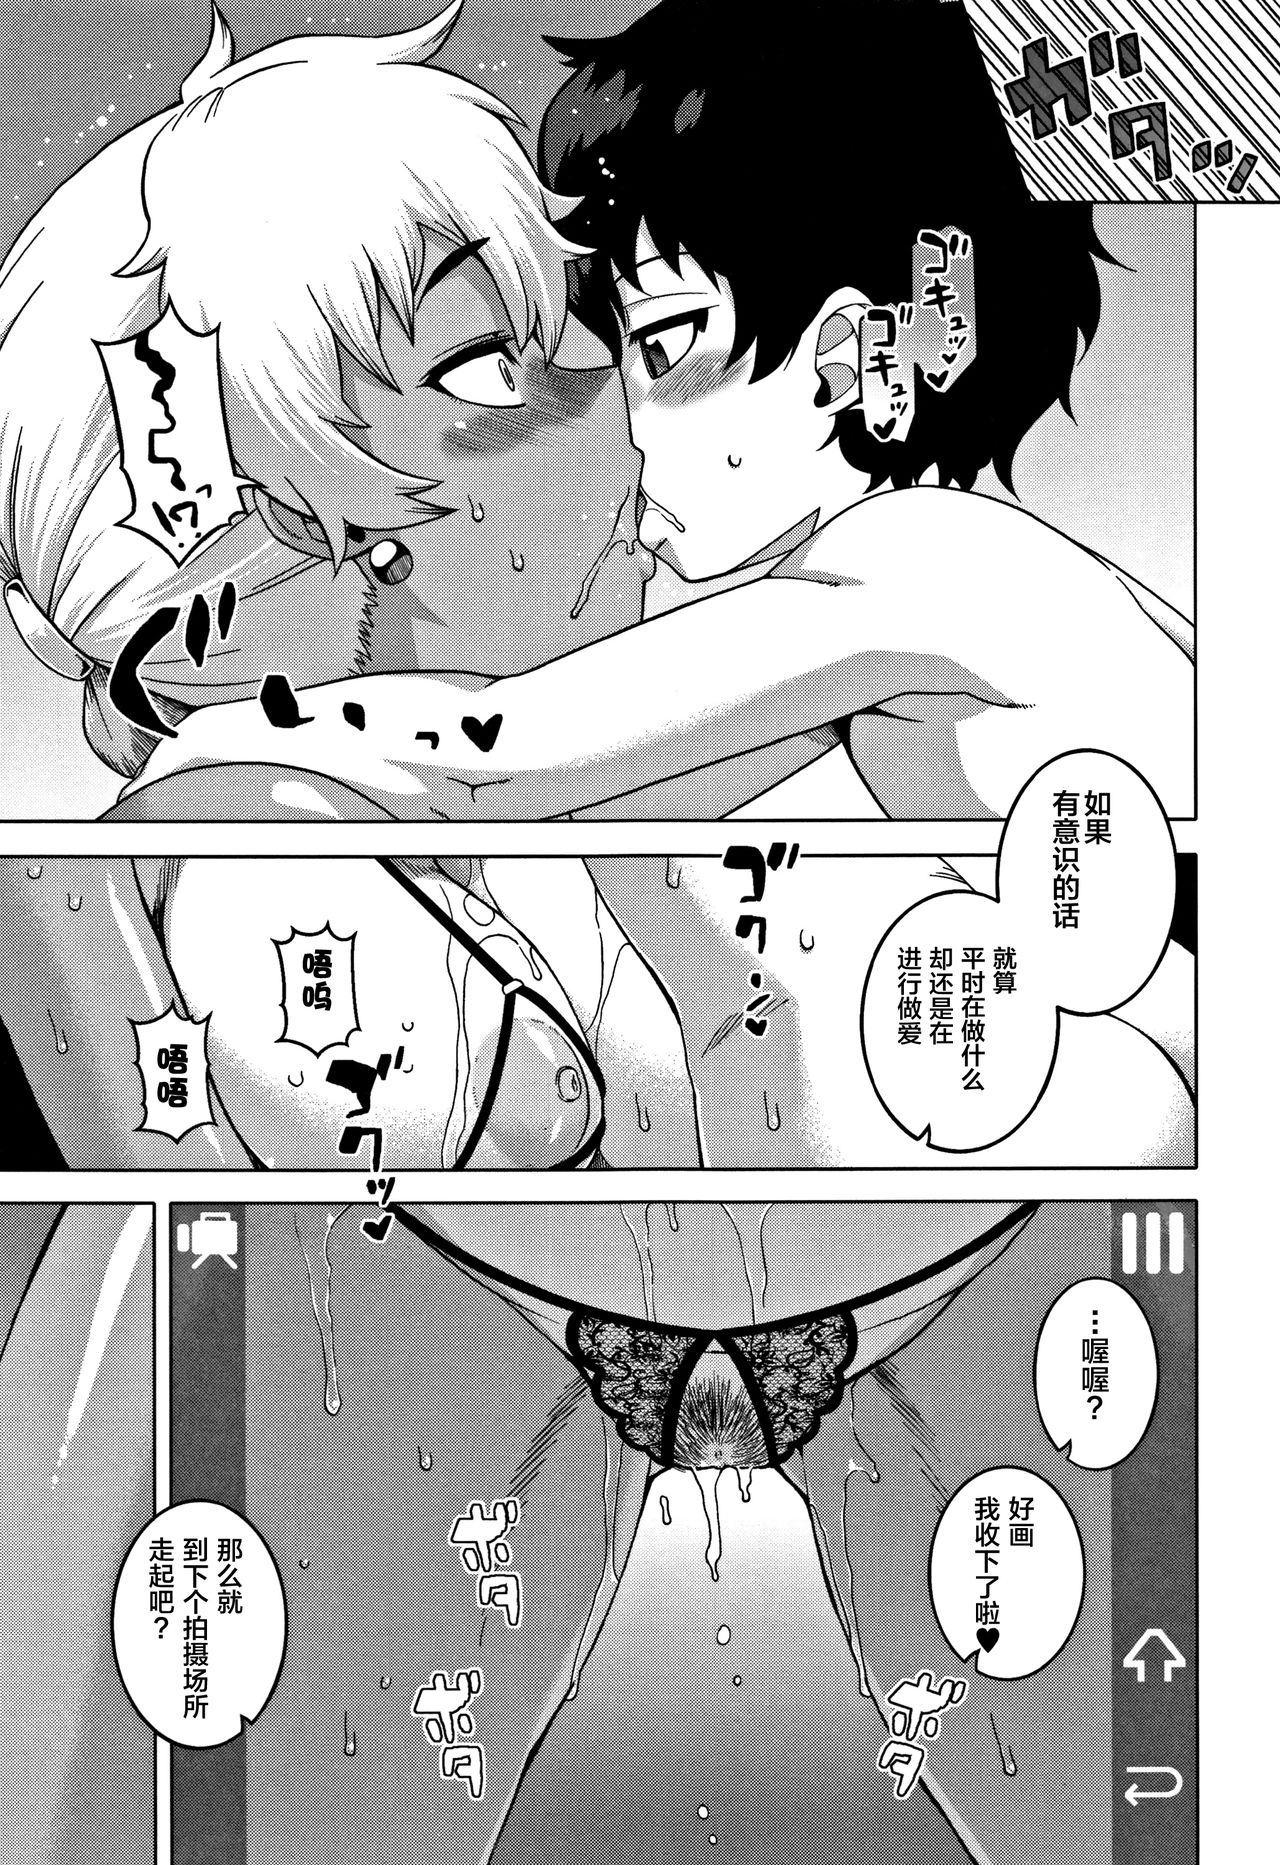 ガタッ
ゴキュッ♥
ゴキュッ♥
!?
ぐ…っ♥
如果
有意识的话
就算
平时在做什么
却还是在
进行做爱
唔呜
唔唔
ゴクッ♥
ゴクッ♥
…喔喔?
好画
我收下了啦♥
ボタ
ボタ
ボタ
ボタ
那么就
到下个拍摄场所
走起吧?